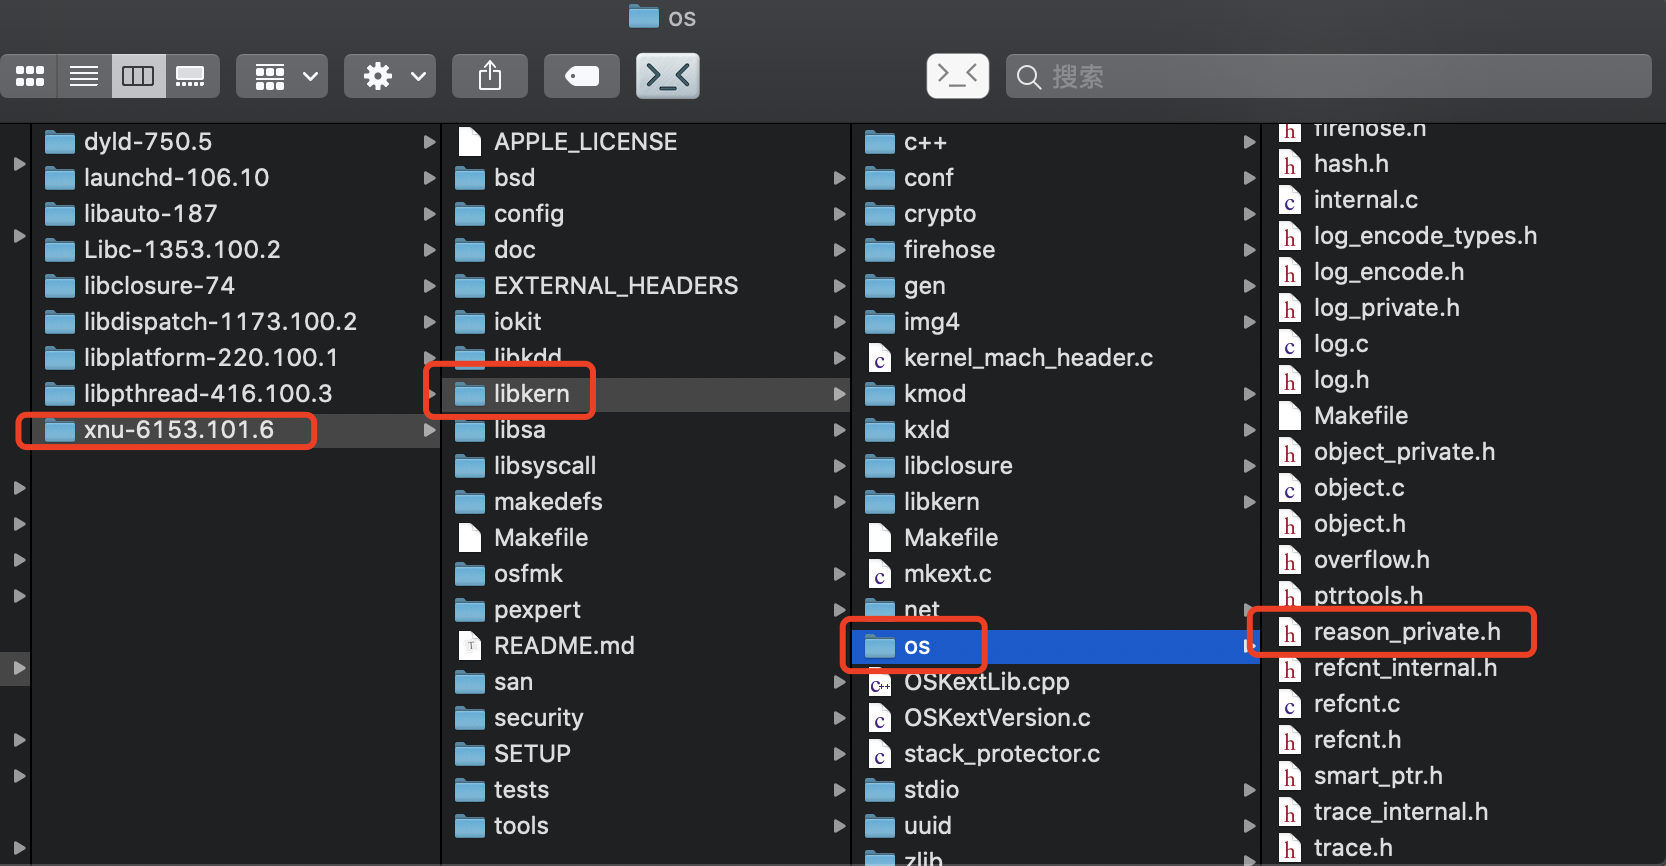 os
搜索
dyld-750.5
launchd-106.10
libauto-187
Libc-1353.100.2
libclosure-74
libdispatch-1173.100.2
libplatform-220.100.1
libpthread-416.100.3
xnu-6153.101.6
APPLE_LICENSE
bsd
config
doc
EXTERNAL_HEADERS
iokit
libkdd
libkern
libsa
libsyscall
makedefs
Makefile
osfmk
pexpert
README.md
san
security
SETUP
tests
tools
c++
conf
crypto
firehose
gen
img4
kernel_mach_header.c
kmod
kxld
libclosure
libkern
Makefile
mkext.c
net
os
OSKextLib.cpp
OSKextVersion.c
stack_protector.c
stdio
uuid
zlib
firehose.h
hash.h
internal.c
log_encode_types.h
log_encode.h
log_private.h
log.c
log.h
Makefile
object_private.h
object.c
object.h
overflow.h
ptrtools.h
reason_private.h
refcnt_internal.h
refcnt.c
refcnt.h
smart_ptr.h
trace_internal.h
trace.h